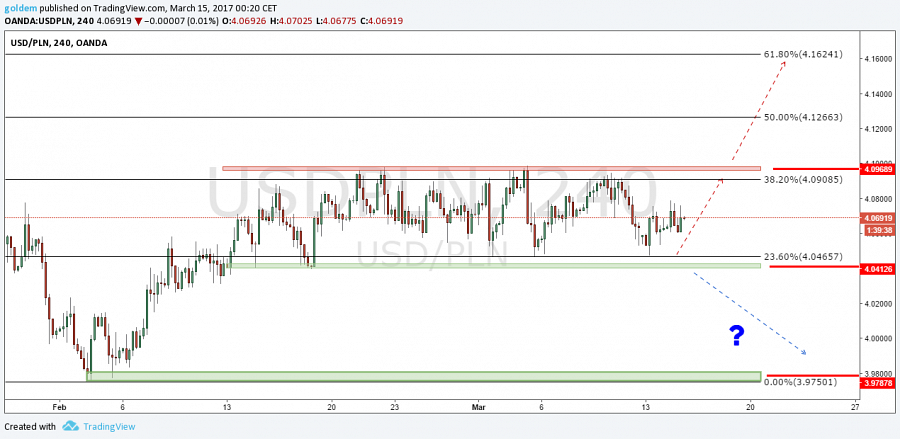 goldem published on TradingView.com, March 15, 2017 00:20 CET
OANDA:USDPLN, 240 4.06919 ▼ −0.00007 (0.01%) O:4.06926 H:4.07025 L:4.06775 C:4.06919
USD/PLN, 240, OANDA
61.80%(4.16241)
4.16000
4.14000
50.00%(4.12663)
4.12000
4.09689
38.20%(4.09085)
USDPLN, 240
4.08000
4.06919
1:39:38
USD/PLN
23.60%(4.04657)
4.04126
4.02000
?
4.00000
3.98000
0.00%(3.97501)
3.97878
Feb 6 13 20 23 Mar 6 13 20 27
Created with TradingView